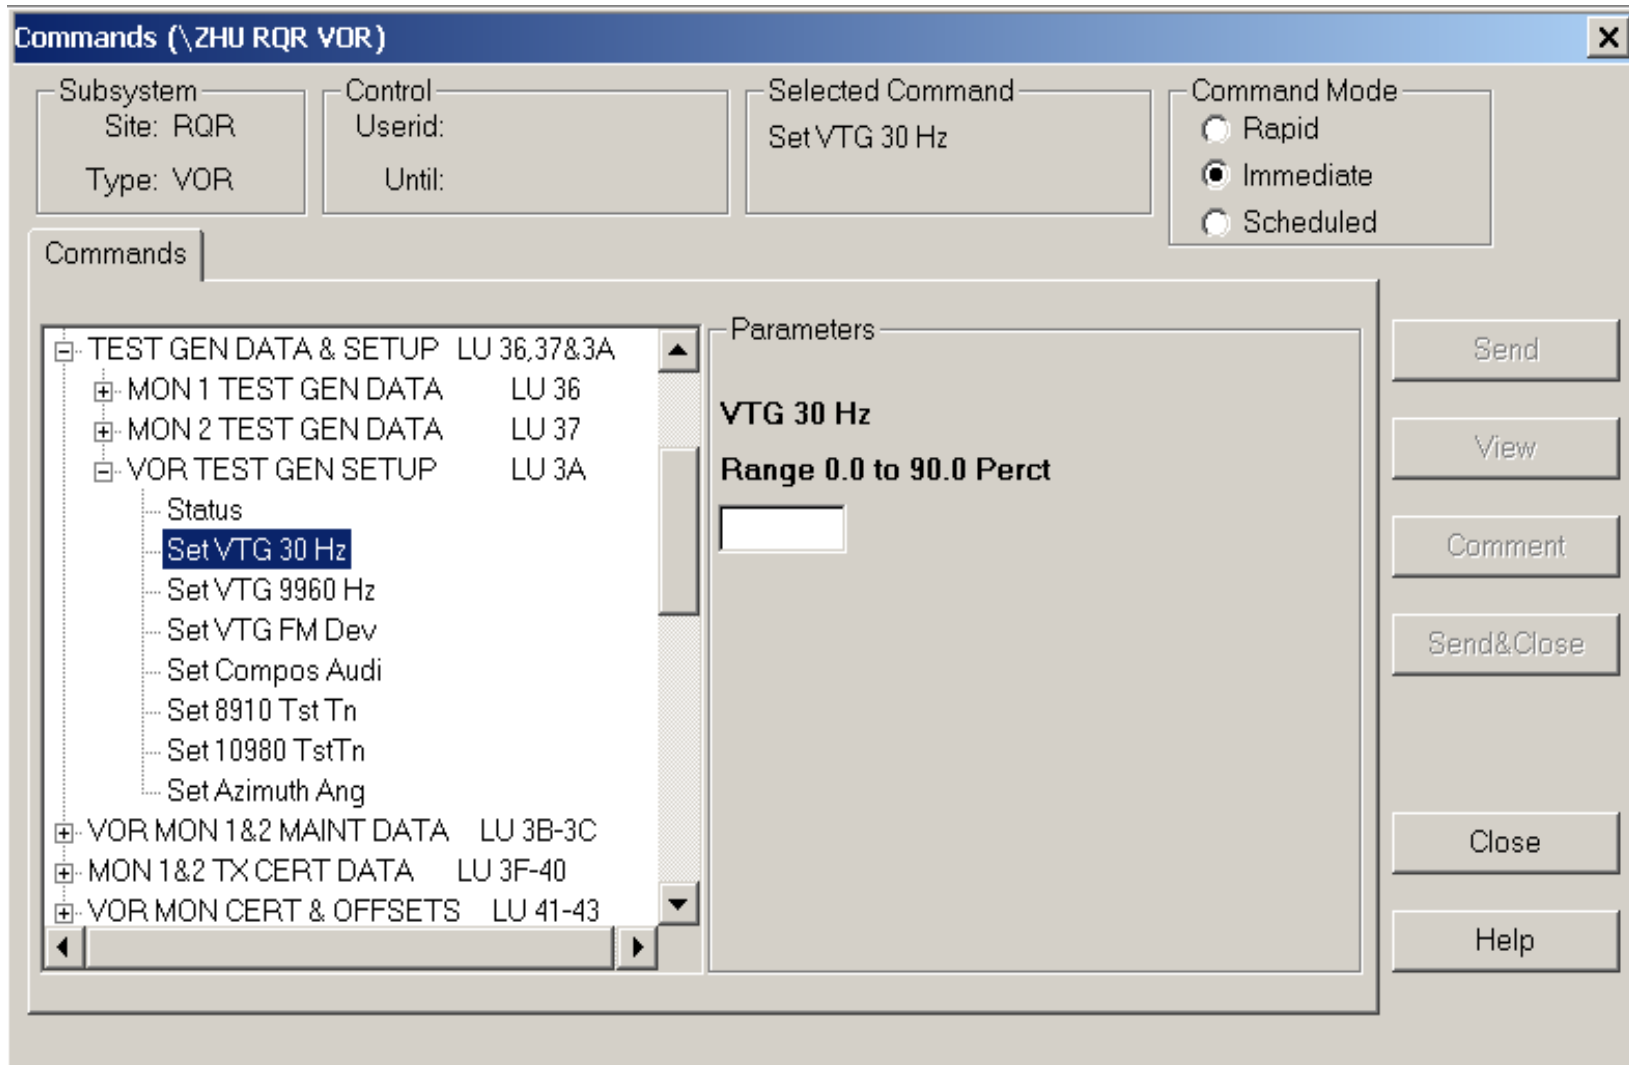 Commands (\ZHU RQR VOR)
Subsystem
Site: RQR
Type: VOR
Control
Userid:
Until:
Selected Command
Set VTG 30 Hz
Command Mode
Rapid
Immediate
Scheduled
Commands
TEST GEN DATA & SETUP LU 36,37&3A
MON 1 TEST GEN DATA LU 36
MON 2 TEST GEN DATA LU 37
VOR TEST GEN SETUP LU 3A
Status
Set VTG 30 Hz
Set VTG 9960 Hz
Set VTG FM Dev
Set Compos Audi
Set 8910 Tst Tn
Set 10980 TstTn
Set Azimuth Ang
VOR MON 1&2 MAINT DATA LU 3B-3C
MON 1&2 TX CERT DATA LU 3F-40
VOR MON CERT & OFFSETS LU 41-43
Parameters
VTG 30 Hz
Range 0.0 to 90.0 Perct
Send
View
Comment
Send&Close
Close
Help